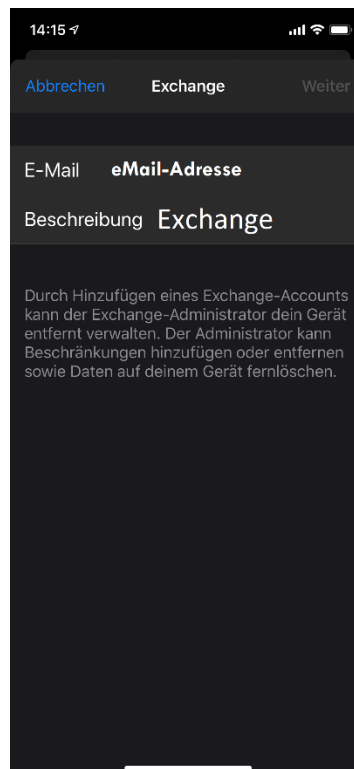 14:15
Abbrechen Exchange Weiter
E-Mail eMail-Adresse
Beschreibung Exchange
Durch Hinzufügen eines Exchange-Accounts
kann der Exchange-Administrator dein Gerät
entfernt verwalten. Der Administrator kann
Beschränkungen hinzufügen oder entfernen
sowie Daten auf deinem Gerät fernlöschen.